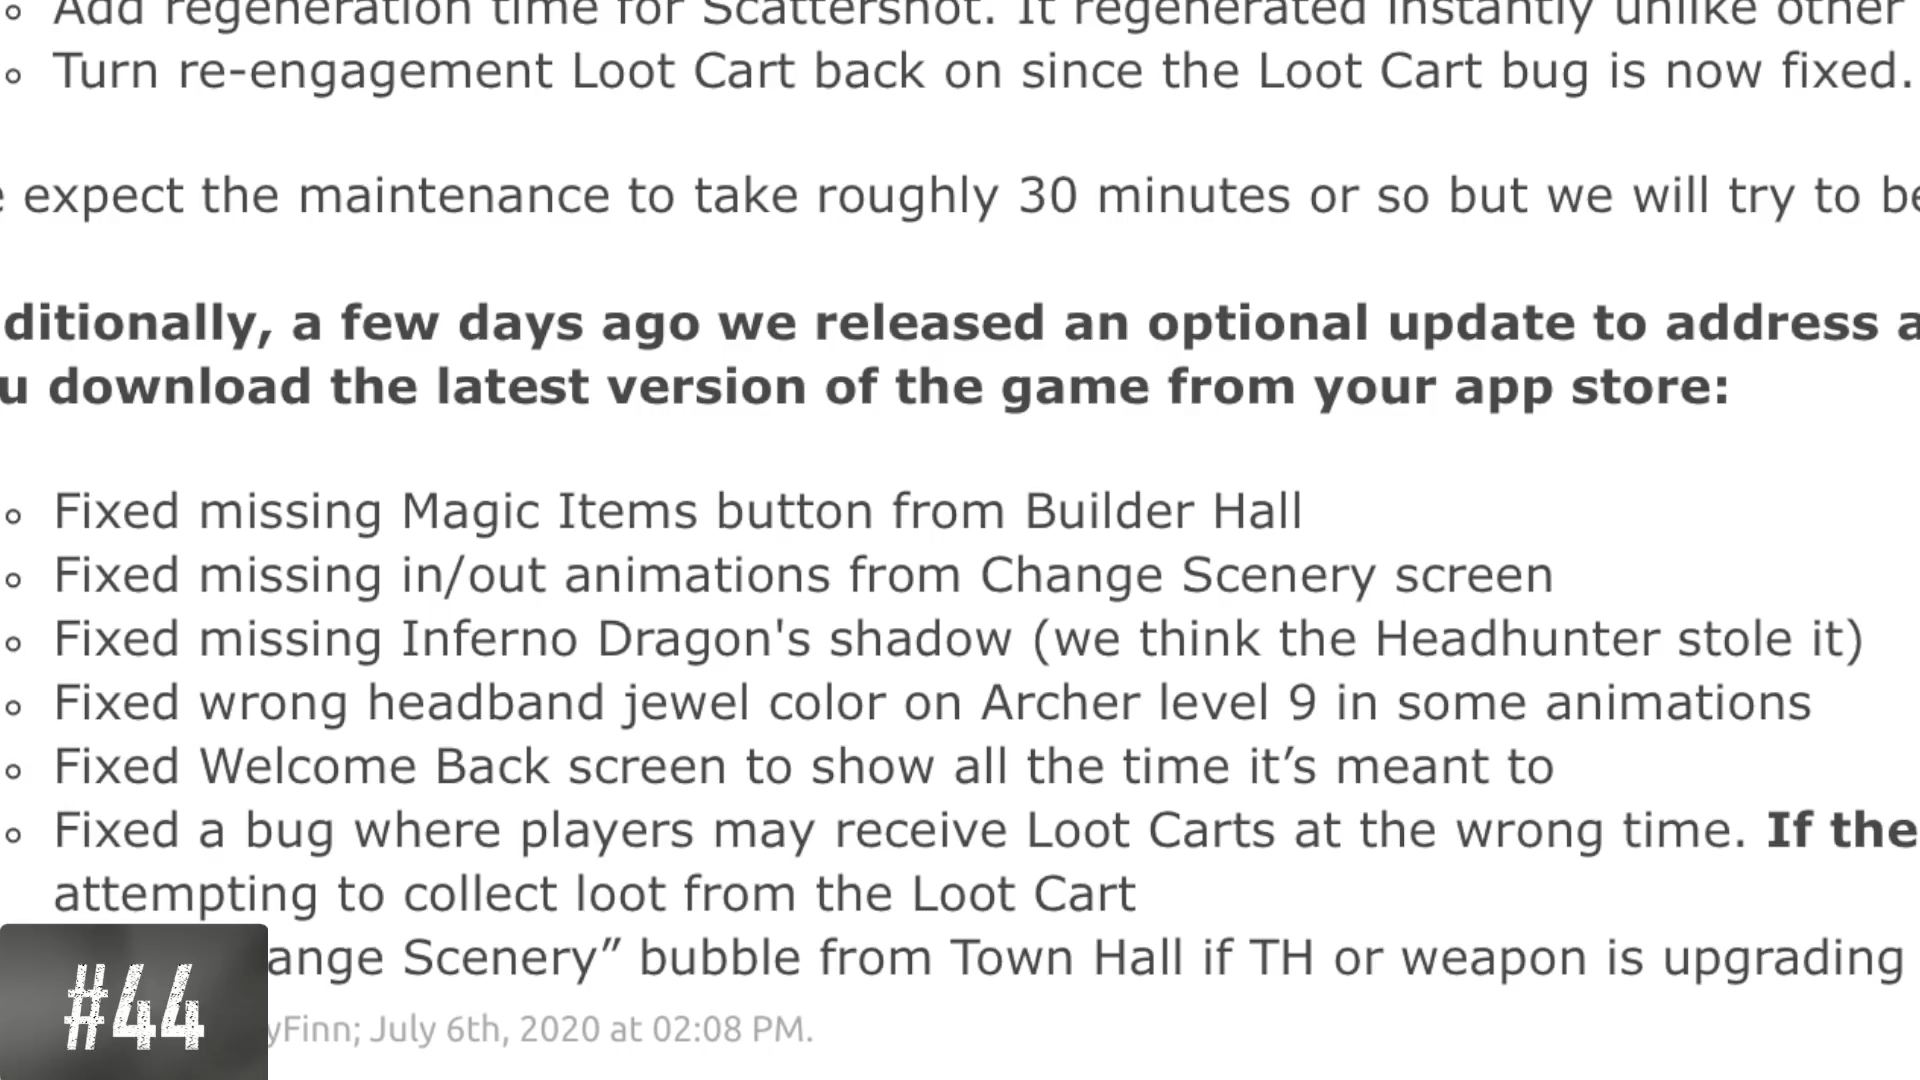 Add regeneration time for Scattershot. It regenerated instantly unlike other
Turn re-engagement Loot Cart back on since the Loot Cart bug is now fixed.
e expect the maintenance to take roughly 30 minutes or so but we will try to be
ditionally, a few days ago we released an optional update to address a
u download the latest version of the game from your app store:
Fixed missing Magic Items button from Builder Hall
Fixed missing in/out animations from Change Scenery screen
Fixed missing Inferno Dragon's shadow (we think the Headhunter stole it)
Fixed wrong headband jewel color on Archer level 9 in some animations
Fixed Welcome Back screen to show all the time it’s meant to
Fixed a bug where players may receive Loot Carts at the wrong time. If the
attempting to collect loot from the Loot Cart
ange Scenery” bubble from Town Hall if TH or weapon is upgrading
yFinn; July 6th, 2020 at 02:08 PM.
#44